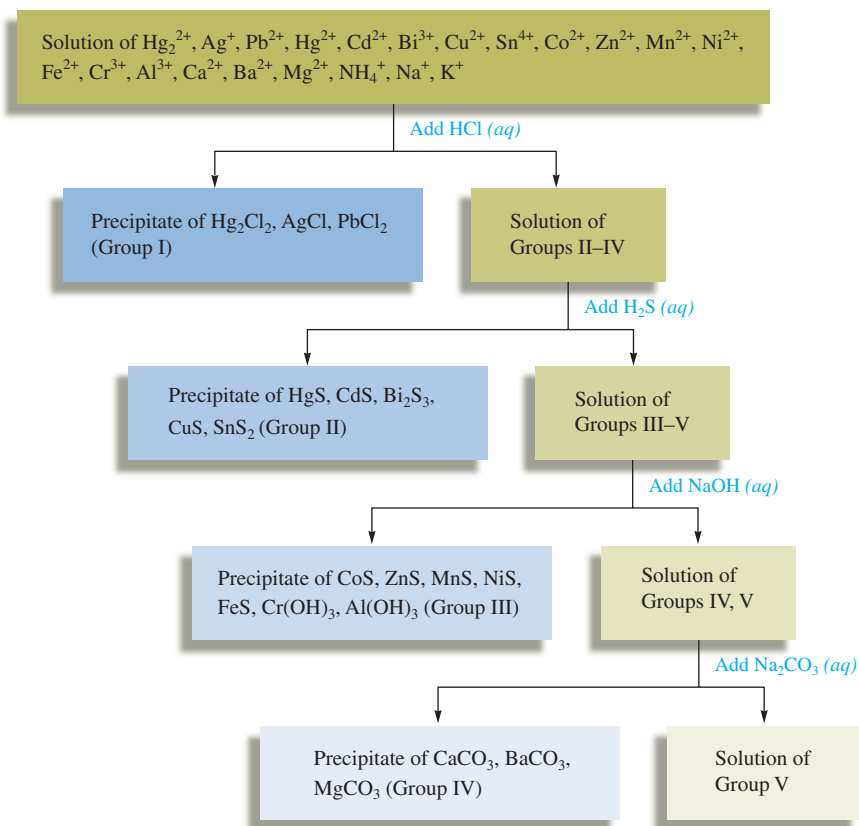 Solution of Hg₂²⁺, Ag⁺, Pb²⁺, Hg²⁺, Cd²⁺, Bi³⁺, Cu²⁺, Sn⁴⁺, Co²⁺, Zn²⁺, Mn²⁺, Ni²⁺,
Fe²⁺, Cr³⁺, Al³⁺, Ca²⁺, Ba²⁺, Mg²⁺, NH₄⁺, Na⁺, K⁺
Add HCl (aq)
Precipitate of Hg₂Cl₂, AgCl, PbCl₂
(Group I)
Solution of
Groups II–IV
Add H₂S (aq)
Precipitate of HgS, CdS, Bi₂S₃,
CuS, SnS₂ (Group II)
Solution of
Groups III–V
Add NaOH (aq)
Precipitate of CoS, ZnS, MnS, NiS,
FeS, Cr(OH)₃, Al(OH)₃ (Group III)
Solution of
Groups IV, V
Add Na₂CO₃ (aq)
Precipitate of CaCO₃, BaCO₃,
MgCO₃ (Group IV)
Solution of
Group V